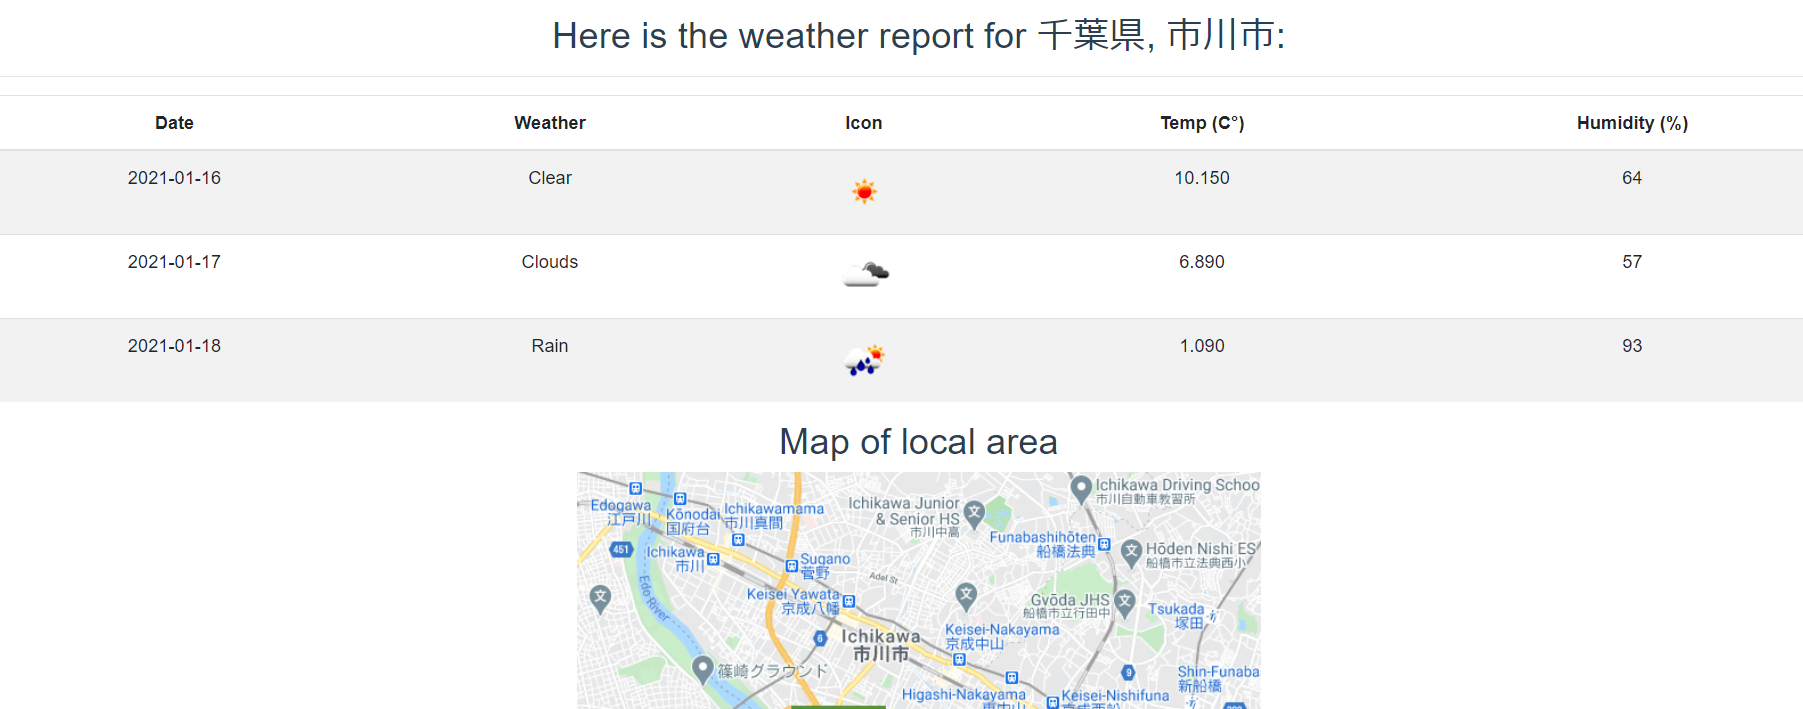 Here is the weather report for 千葉県, 市川市:
Date Weather Icon Temp (C°) Humidity (%)
2021-01-16 Clear 10.150 64
2021-01-17 Clouds 6.890 57
2021-01-18 Rain 1.090 93
Map of local area
Ichikawa Driving Schoo
市川自動車教習所
Edogawa
江戸川
Kōnodai
国府台
Ichikawamama
市川真間
Ichikawa Junior
& Senior HS
市川中高
Funabashihōten
船橋法典
Hōden Nishi ES
船橋市立法典西小
451
Ichikawa
市川
Sugano
菅野
Adel St
Edo River
Keisei Yawata
京成八幡
Gyōda JHS
船橋市立行田中
Tsukada
塚田
6
Ichikawa
市川市
Keisei-Nakayama
京成中山
9
篠崎グラウンド
Shin-Funaba
新船橋
Higashi-Nakayama
Keisei-Nishifuna